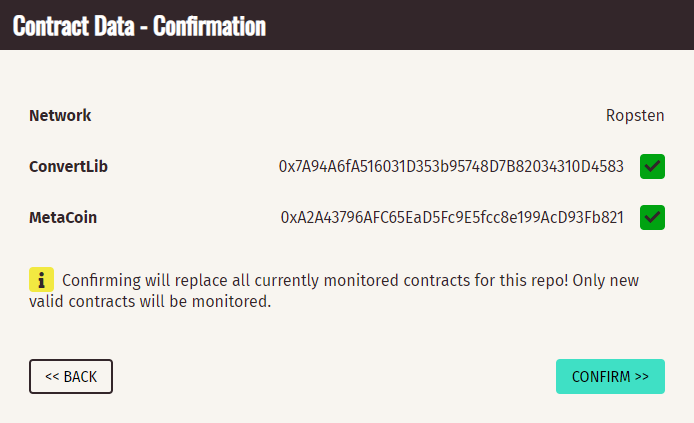 Contract Data - Confirmation
Network Ropsten
ConvertLib 0x7A94A6fA516031D353b95748D7B82034310D4583
MetaCoin 0xA2A43796AFC65EaD5Fc9E5fcc8e199AcD93Fb821
i Confirming will replace all currently monitored contracts for this repo! Only new
valid contracts will be monitored.
<< BACK CONFIRM >>